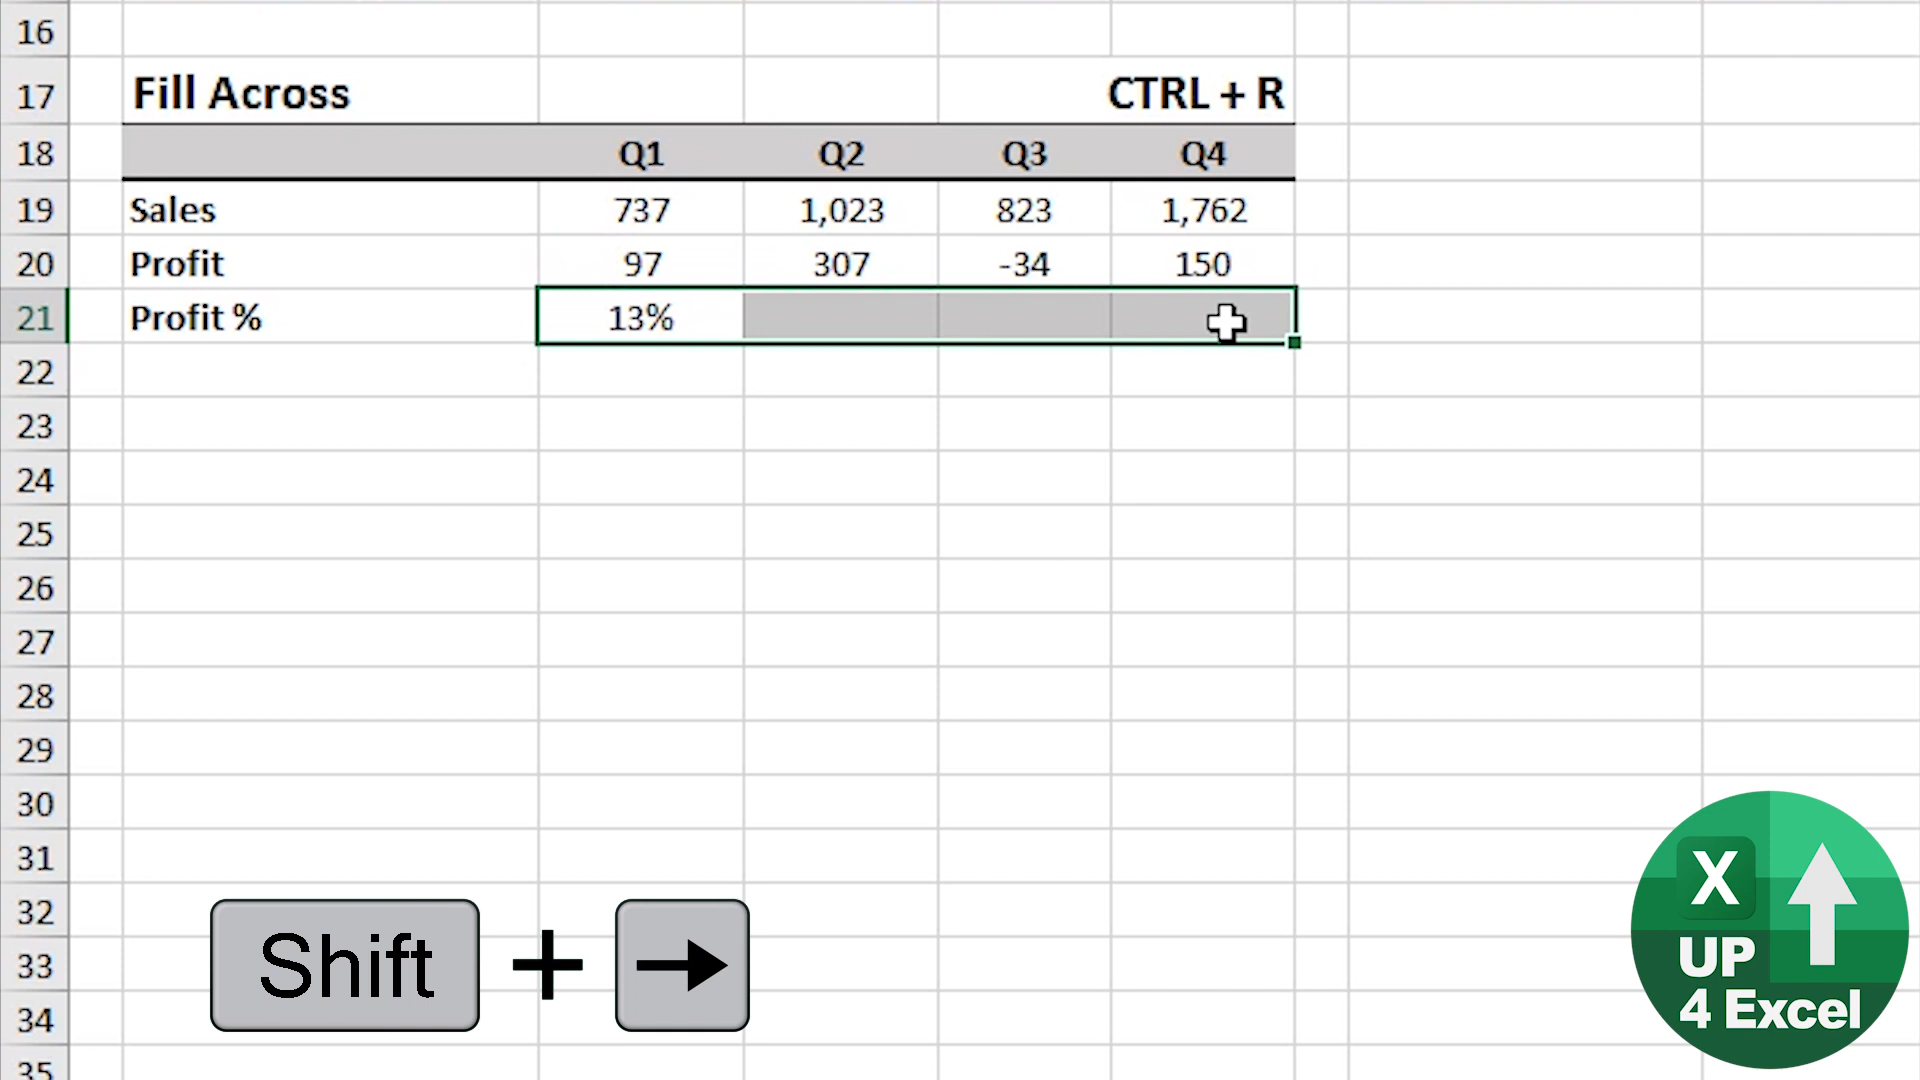 16
17 Fill Across CTRL + R
18 Q1 Q2 Q3 Q4
19 Sales 737 1,023 823 1,762
20 Profit 97 307 -34 150
21 Profit % 13%
22
23
24
25
26
27
28
29
30
31
32
33
34
35
Shift + →
X
UP
4 Excel